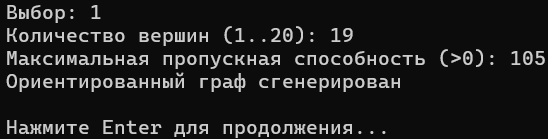 Выбор: 1
Количество вершин (1..20): 19
Максимальная пропускная способность (>0): 105
Ориентированный граф сгенерирован
Нажмите Enter для продолжения...